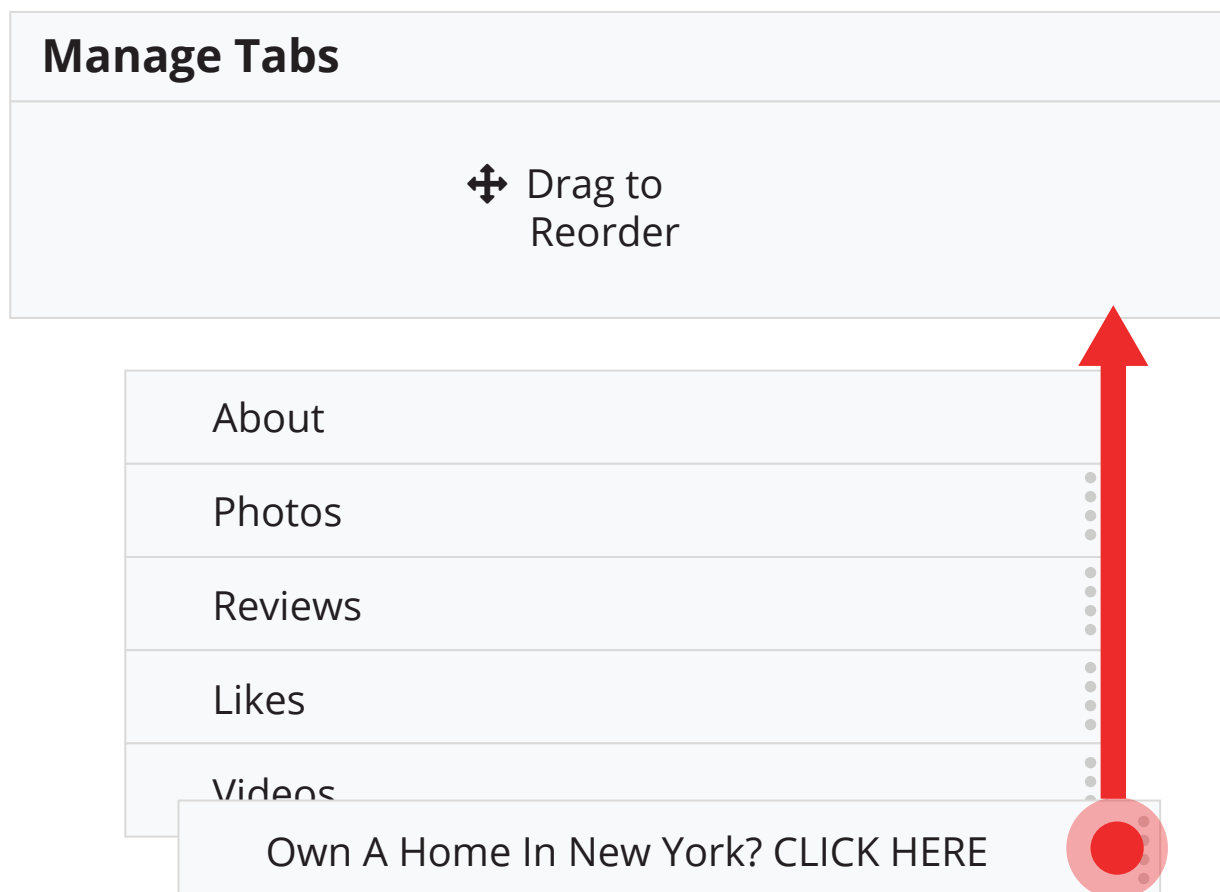 Manage Tabs
Drag to
Reorder
About
Photos
Reviews
Likes
Videos
Own A Home In New York? CLICK HERE